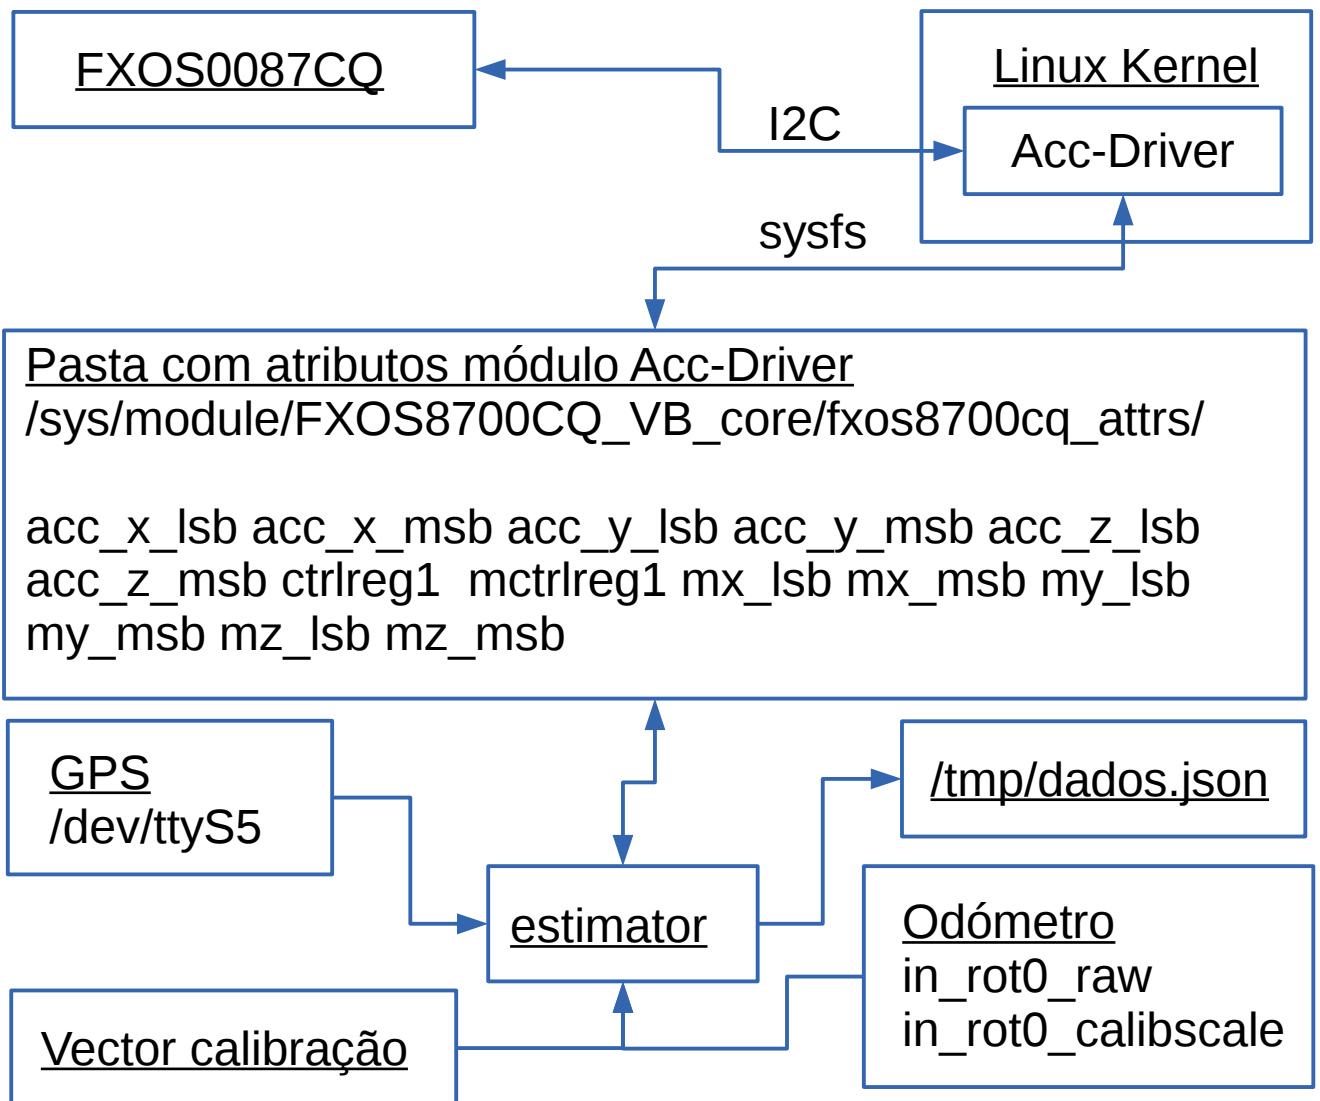 FXOS0087CQ
Linux Kernel
I2C
Acc-Driver
sysfs
Pasta com atributos módulo Acc-Driver
/sys/module/FXOS8700CQ_VB_core/fxos8700cq_attrs/
acc_x_lsb acc_x_msb acc_y_lsb acc_y_msb acc_z_lsb
acc_z_msb ctrlreg1 mctrlreg1 mx_lsb mx_msb my_lsb
my_msb mz_lsb mz_msb
GPS
/dev/ttyS5
/tmp/dados.json
estimator
Odómetro
in_rot0_raw
in_rot0_calibscale
Vector calibração